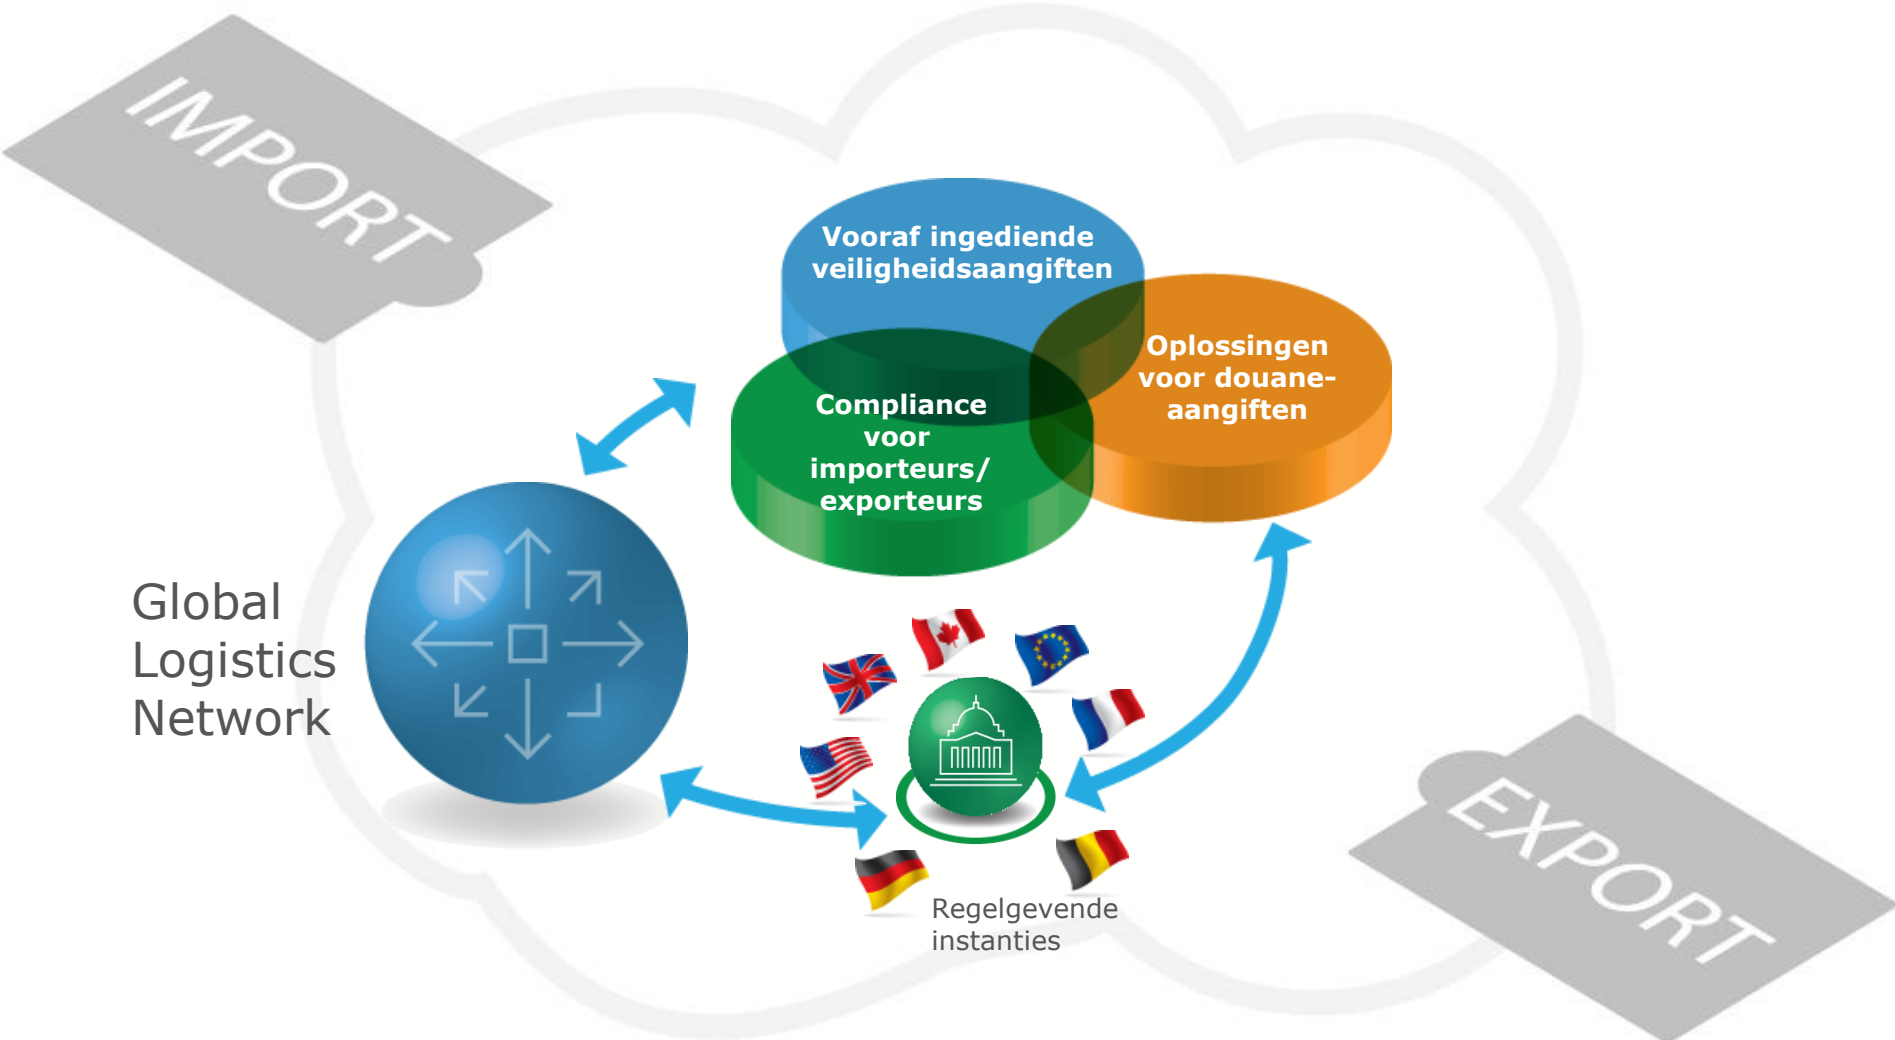 IMPORT
Vooraf ingediende
veiligheidsaangiften
Oplossingen
voor douane-
aangiften
Compliance
voor
importeurs/
exporteurs
Global
Logistics
Network
Regelgevende
instanties
EXPORT